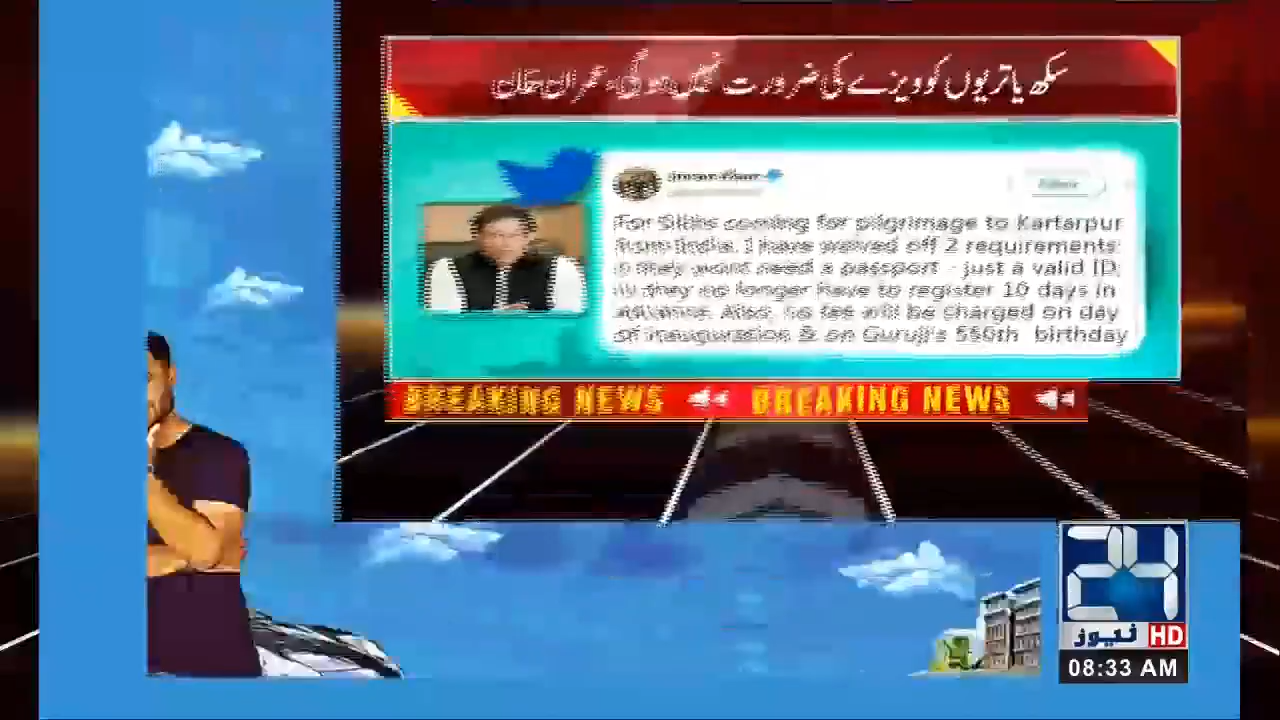 سکھ یاتریوں کو ویزے کی ضرورت نہیں ہوگی، عمران خان
Imran Khan
Follow
For Sikhs coming for pilgrimage to Kartarpur
from India, I have waived off 2 requirements:
i) they wont need a passport - just a valid ID;
ii) they no longer have to register 10 days in
advance. Also, no fee will be charged on day
of inauguration & on Guruji's 550th birthday
BREAKING NEWS BREAKING NEWS
24
نیوز HD
08:33 AM